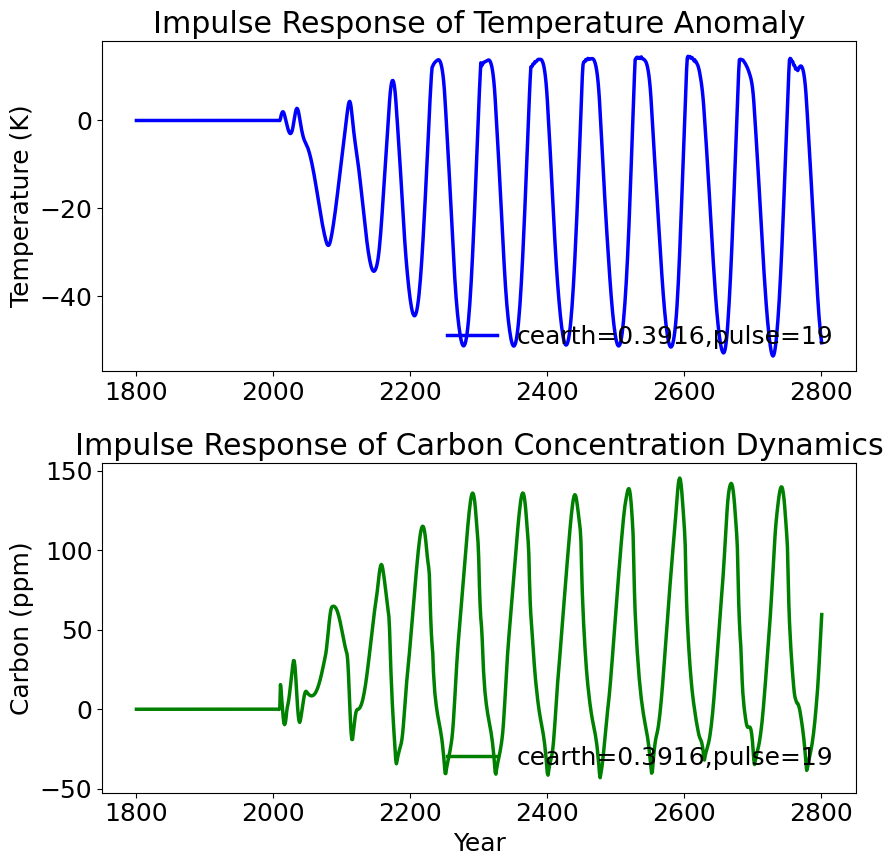 Impulse Response of Temperature Anomaly
Temperature (K)
0
−20
−40
cearth=0.3916,pulse=19
1800 2000 2200 2400 2600 2800
Impulse Response of Carbon Concentration Dynamics
Carbon (ppm)
150
100
50
0
−50
cearth=0.3916,pulse=19
1800 2000 2200 2400 2600 2800
Year